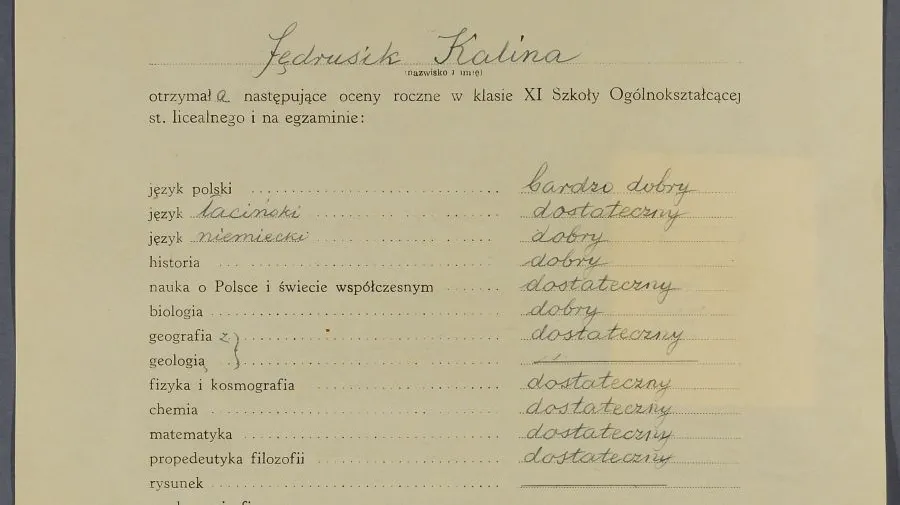 Jędrusik Kalina
(nazwisko i imię)
otrzymała następujące oceny roczne w klasie XI Szkoły Ogólnokształcącej
st. licealnego i na egzaminie:
język polski bardzo dobry
język łaciński dostateczny
język niemiecki dobry
historia dobry
nauka o Polsce i świecie współczesnym dostateczny
biologia dobry
geografia z dostateczny
geologią
fizyka i kosmografia dostateczny
chemia dostateczny
matematyka dostateczny
propedeutyka filozofii dostateczny
rysunek